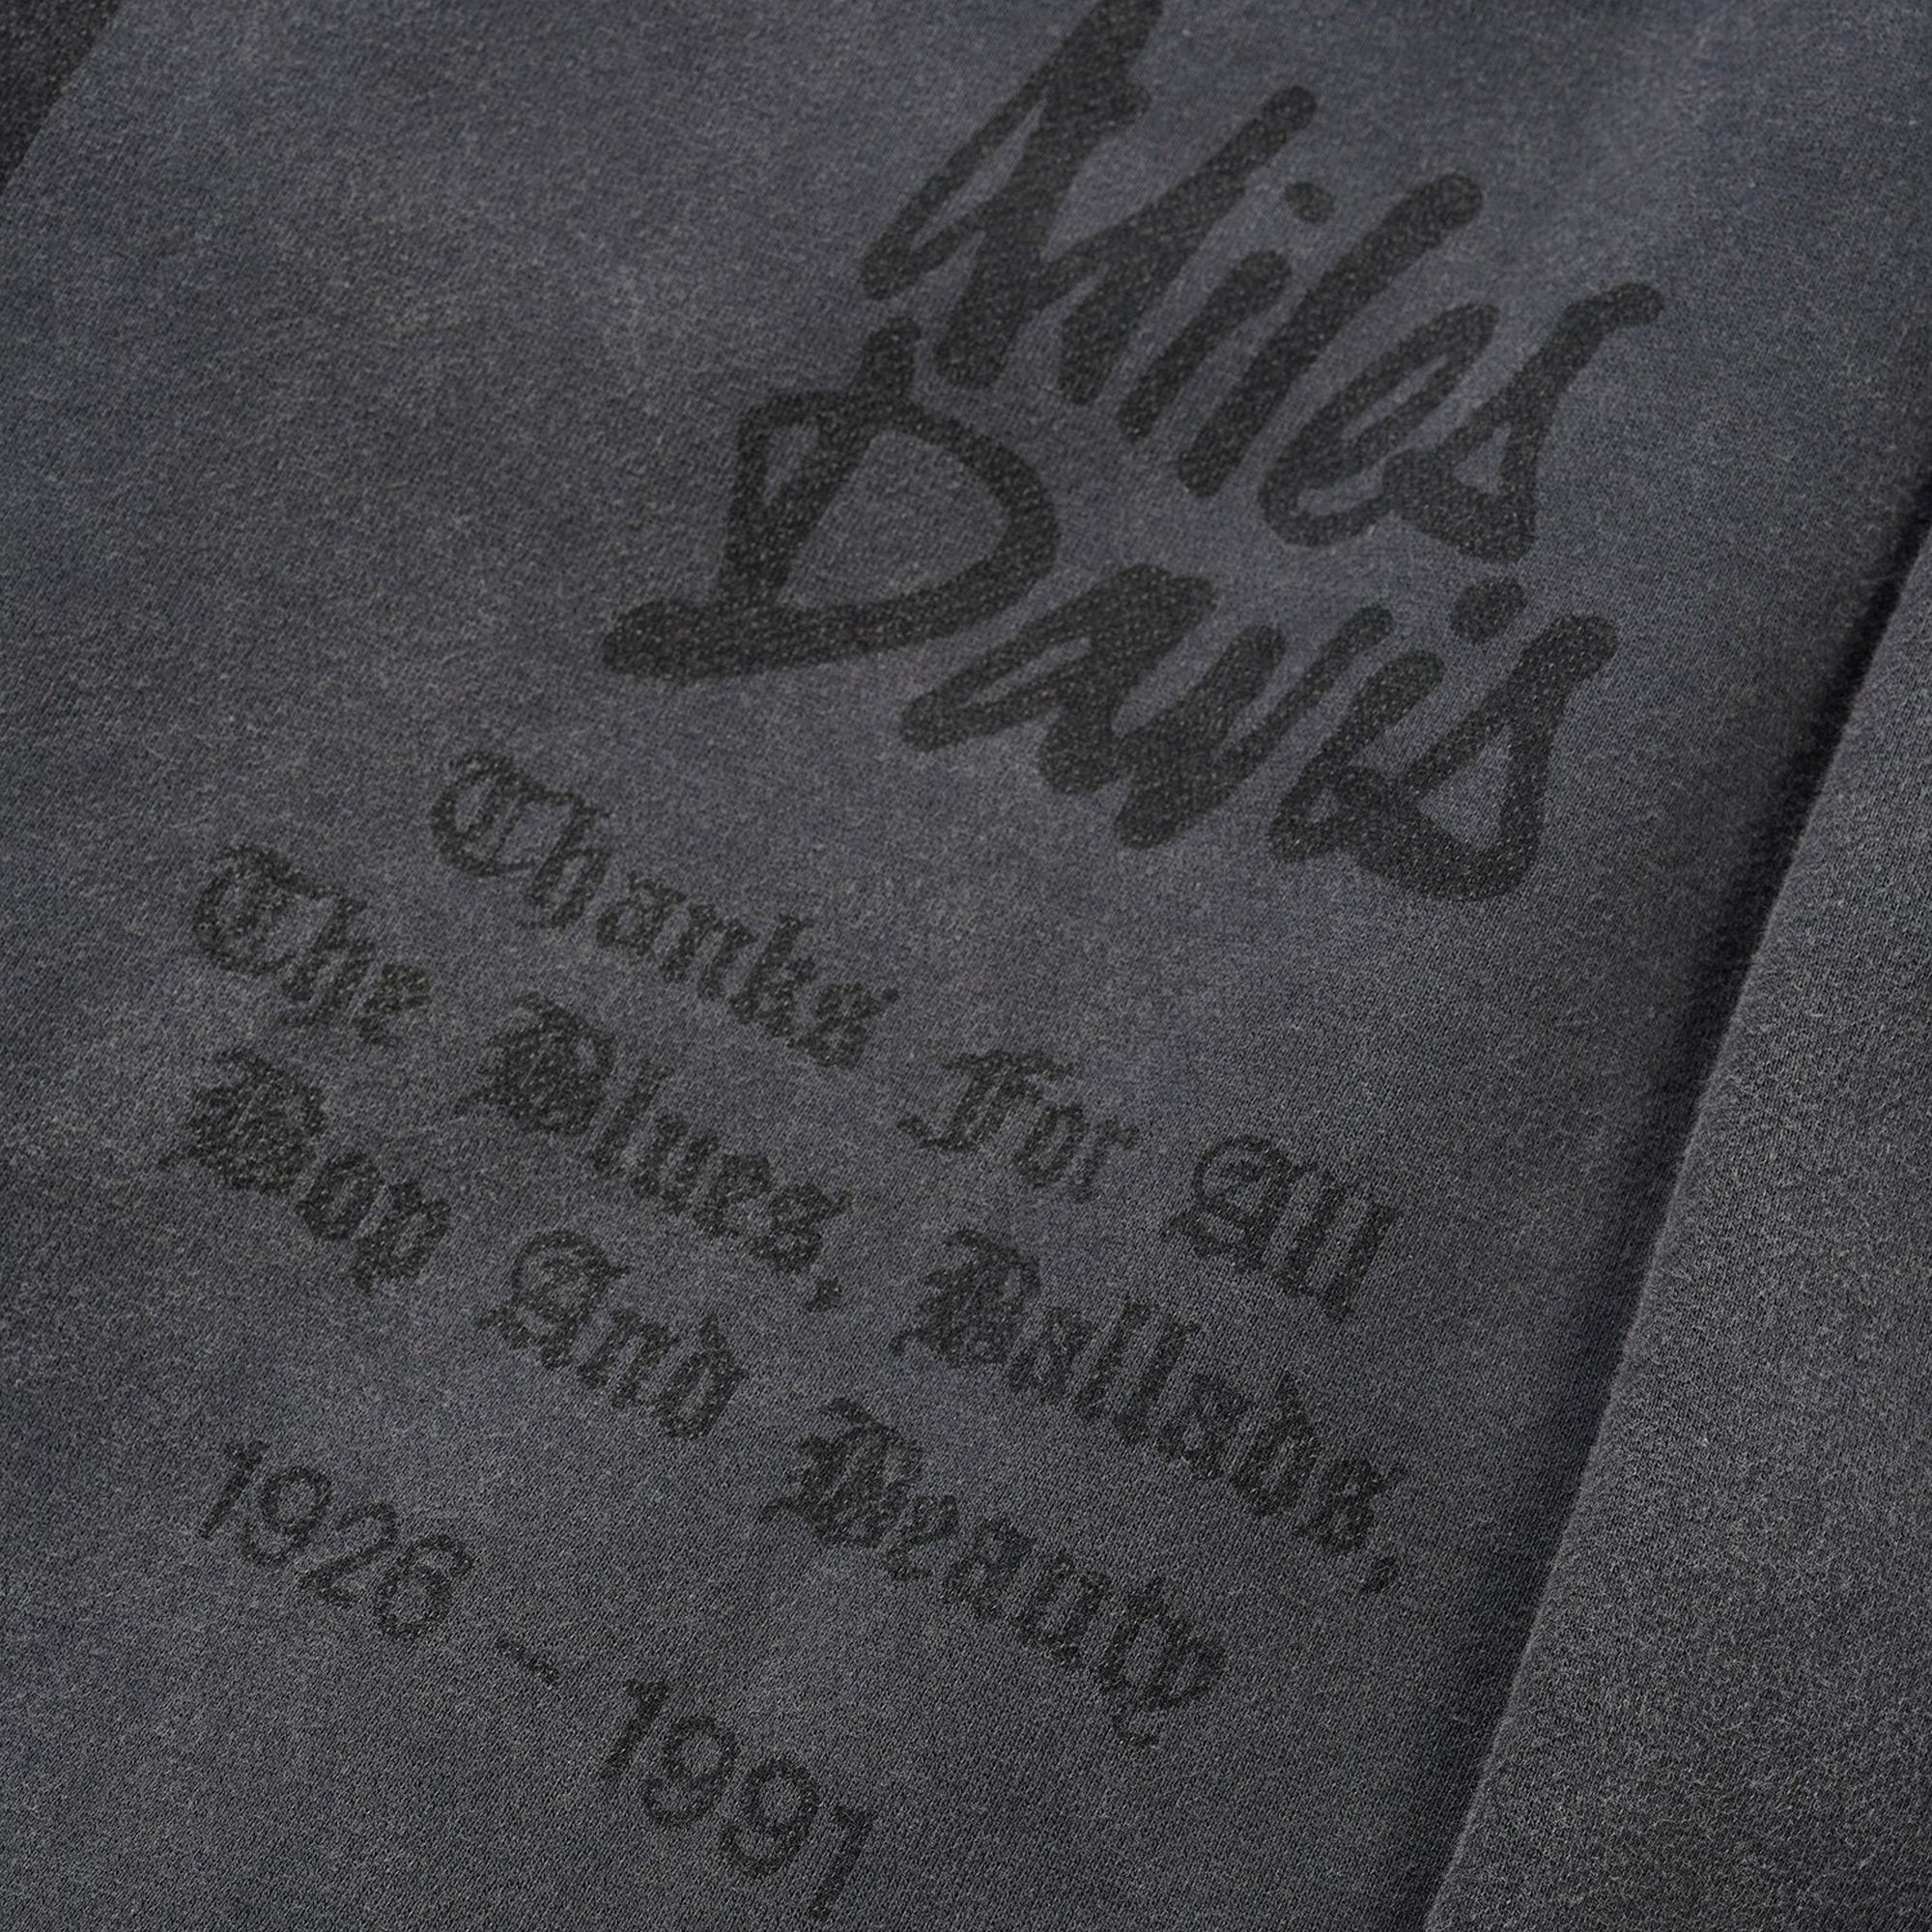 Miles
Davis
Thanks For All
The Blues, Ballads,
Bop And Beauty
1926 - 1991